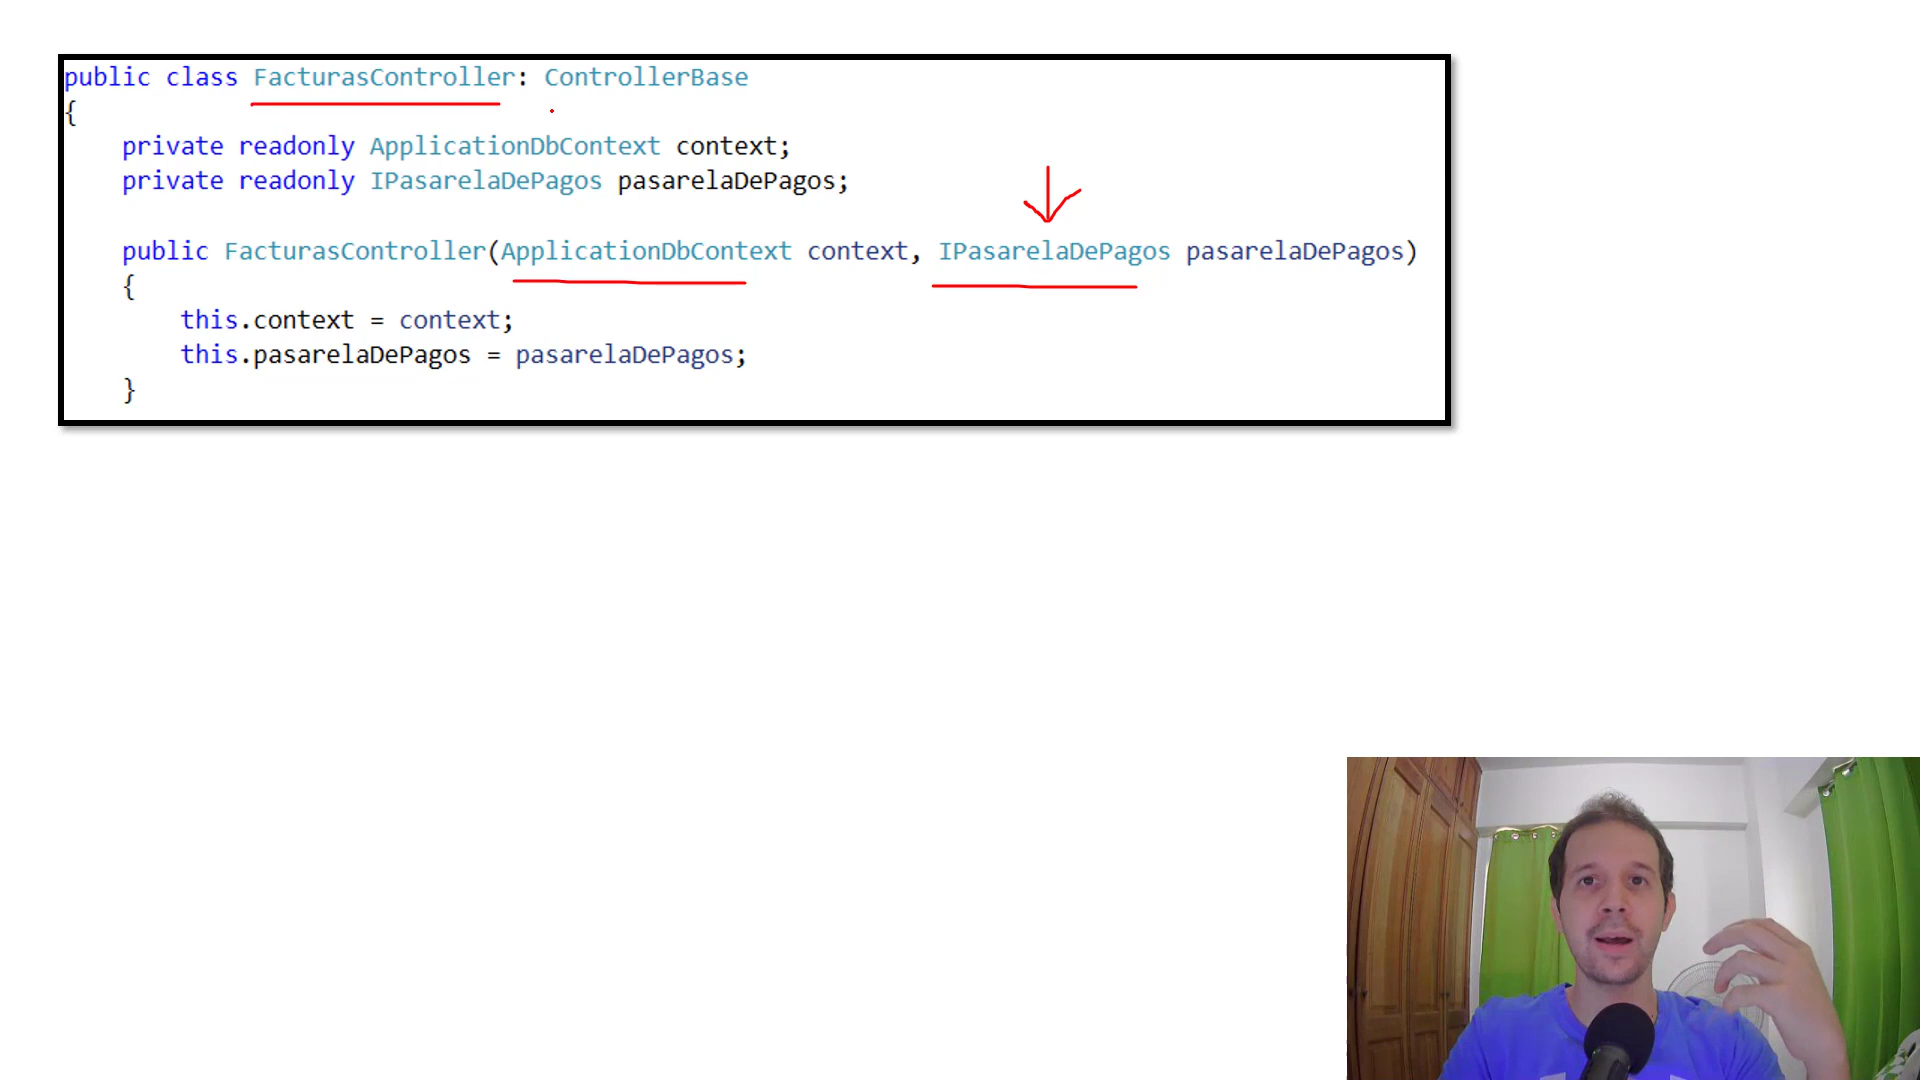 public class FacturasController: ControllerBase
{
private readonly ApplicationDbContext context;
private readonly IPasarelaDePagos pasarelaDePagos;
public FacturasController(ApplicationDbContext context, IPasarelaDePagos pasarelaDePagos)
{
this.context = context;
this.pasarelaDePagos = pasarelaDePagos;
}